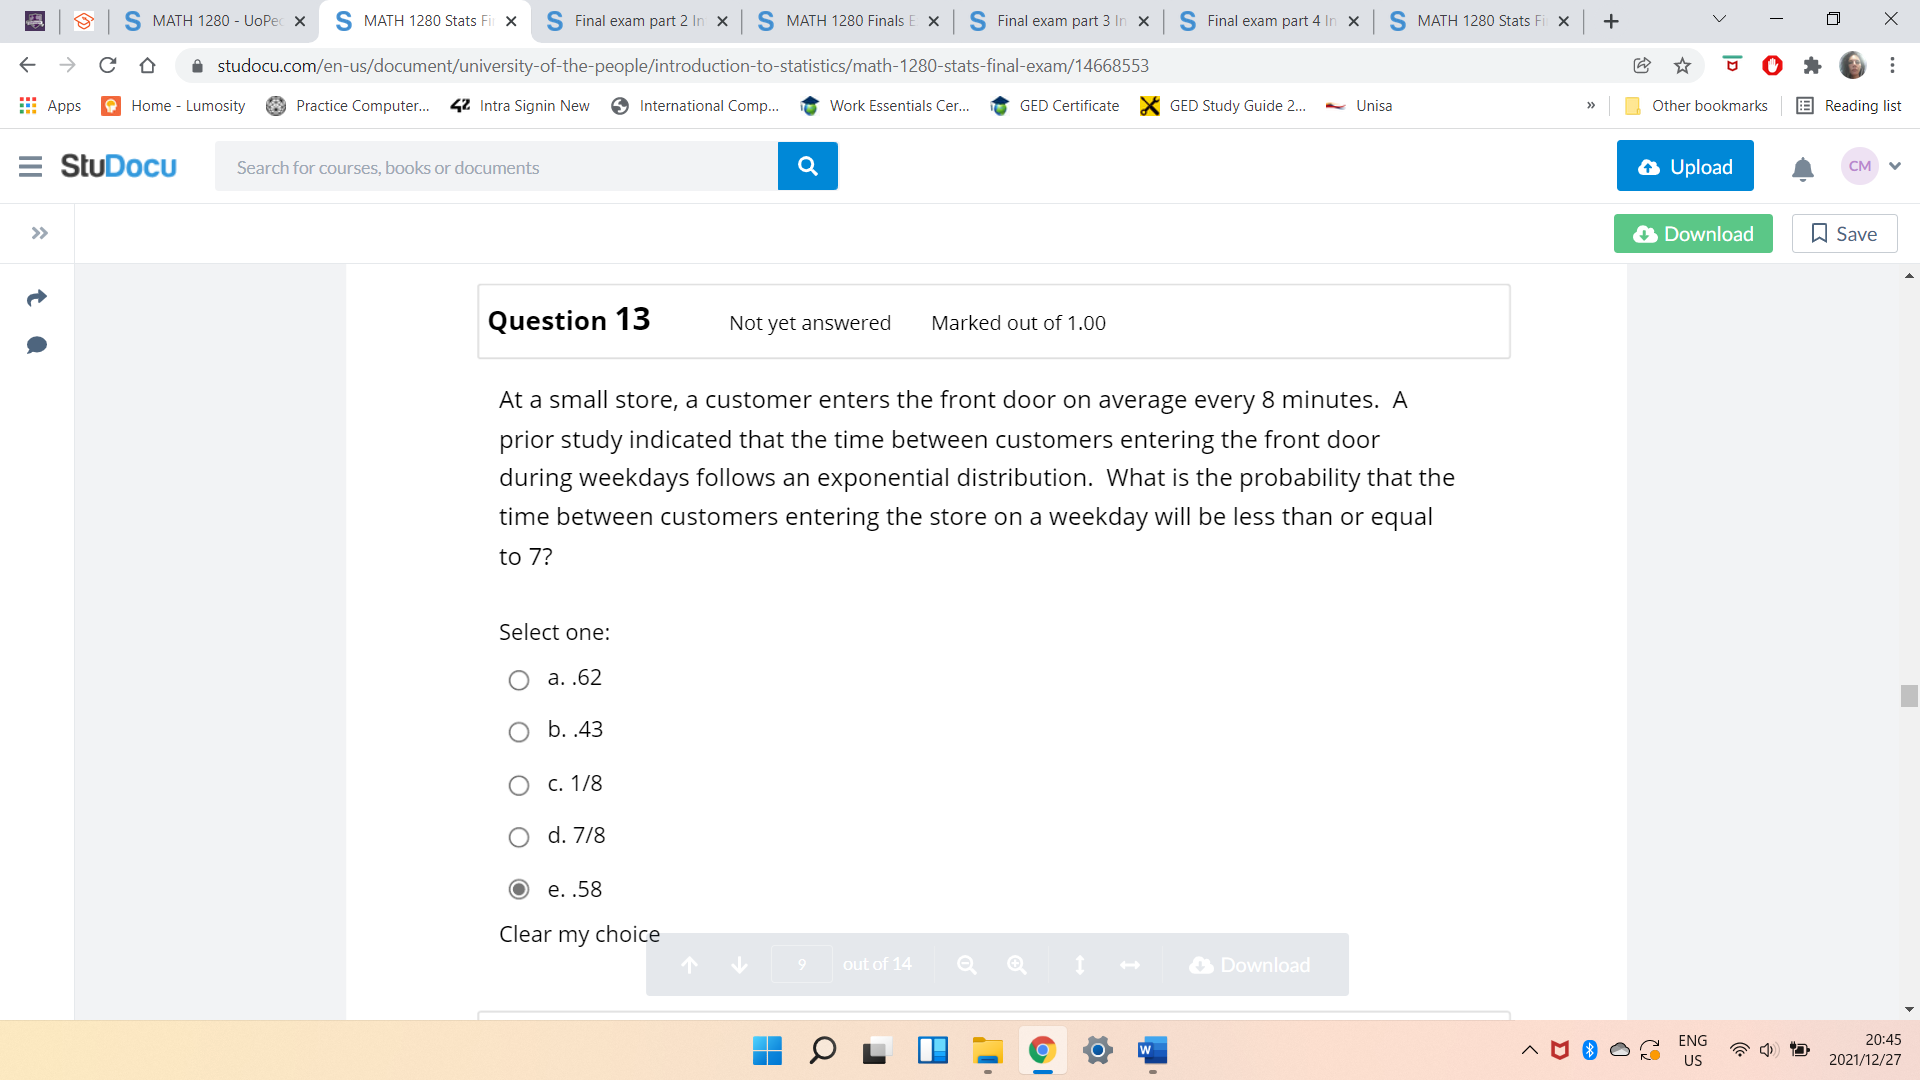 MATH 1280 - UoPeo
MATH 1280 Stats Fin
Final exam part 2 In
MATH 1280 Finals E
Final exam part 3 In
Final exam part 4 In
MATH 1280 Stats Fi
studocu.com/en-us/document/university-of-the-people/introduction-to-statistics/math-1280-stats-final-exam/14668553
Apps
Home - Lumosity
Practice Computer...
Intra Signin New
International Comp...
Work Essentials Cer...
GED Certificate
GED Study Guide 2...
Unisa
»
Other bookmarks
Reading list
StuDocu
Search for courses, books or documents
Upload
CM
Download
Save
Question 13 Not yet answered Marked out of 1.00
At a small store, a customer enters the front door on average every 8 minutes. A
prior study indicated that the time between customers entering the front door
during weekdays follows an exponential distribution. What is the probability that the
time between customers entering the store on a weekday will be less than or equal
to 7?
Select one:
a. .62
b. .43
c. 1/8
d. 7/8
e. .58
Clear my choice
9 out of 14
Download
ENG
US
20:45
2021/12/27